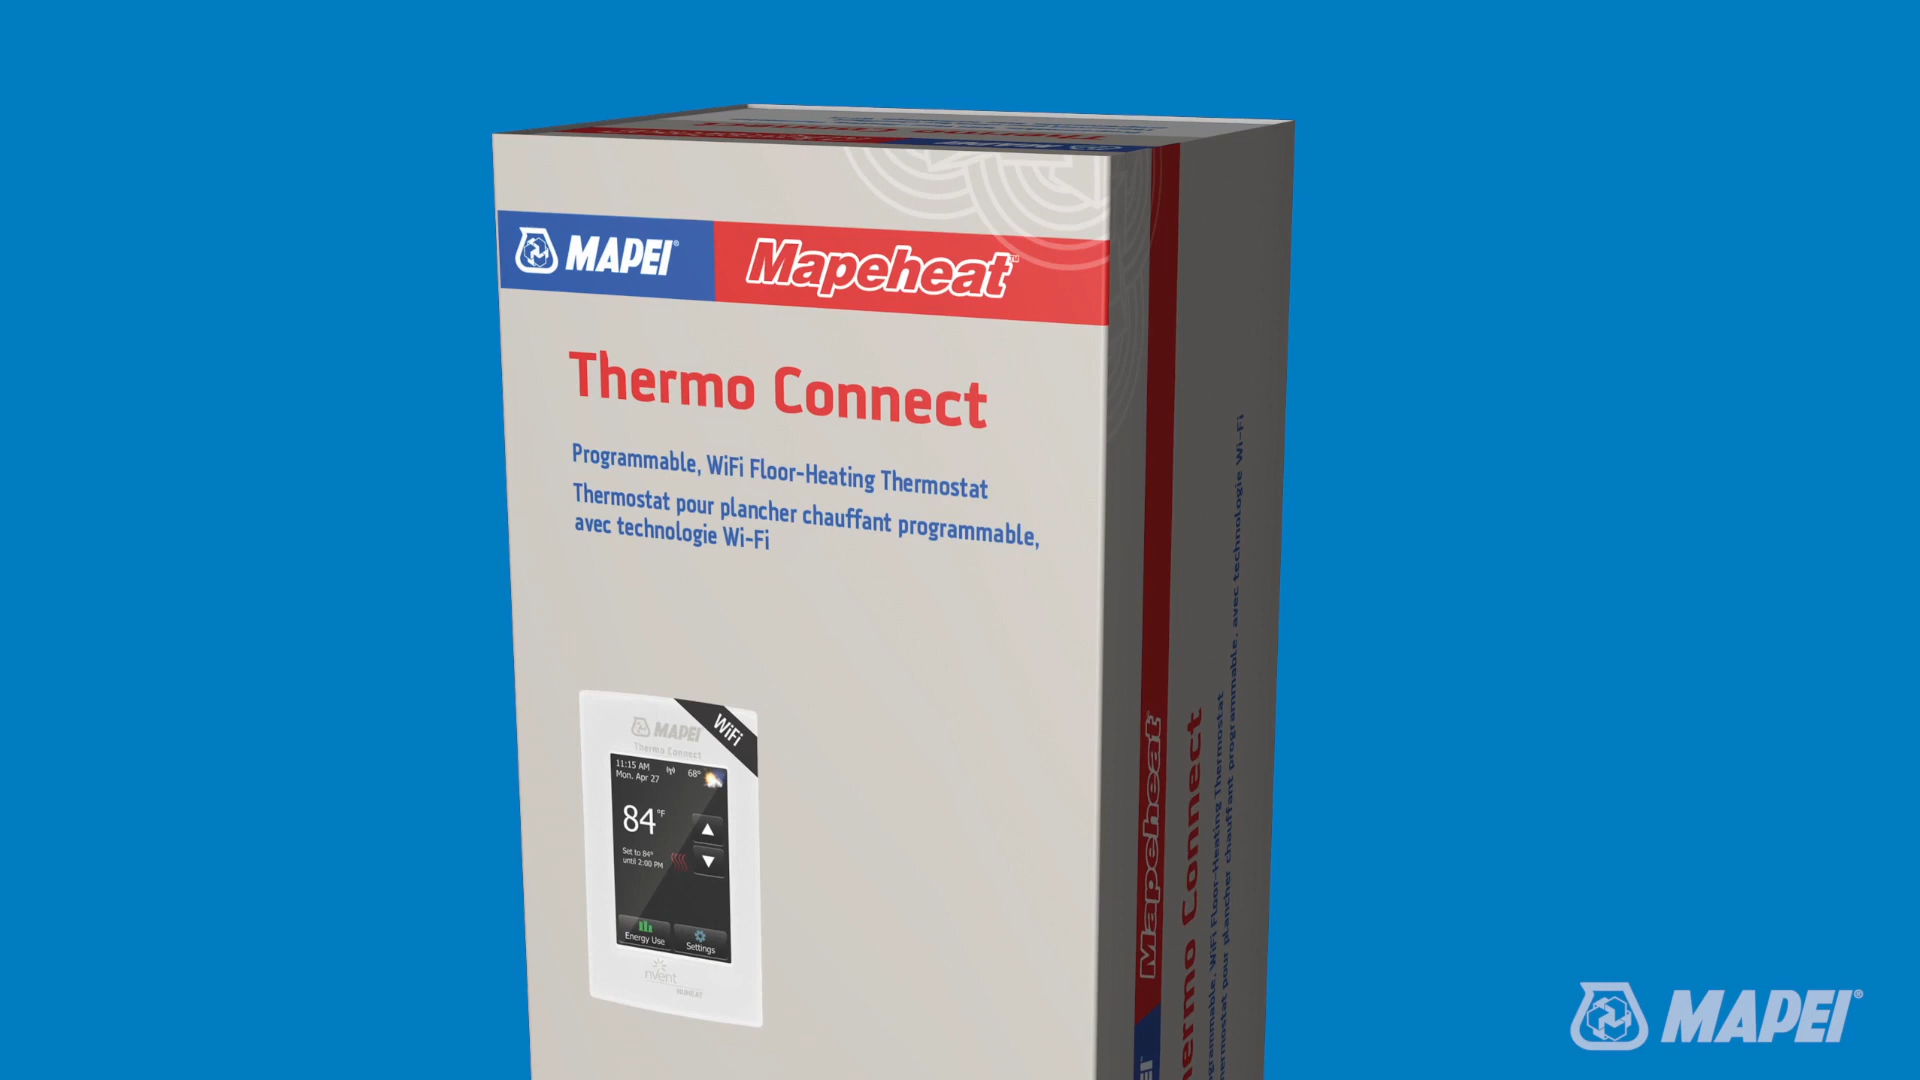 MAPEI®
Mapeheat™
Thermo Connect
Programmable, WiFi Floor-Heating Thermostat
Thermostat pour plancher chauffant programmable,
avec technologie Wi-Fi
MAPEI
WiFi
Thermo Connect
11:15 AM
Mon, Apr 27
68°
84°F
Set to 84°
until 2:00 PM
Energy Use
Settings
nvent
NUHEAT
Mapeheat
Thermo Connect
Programmable, WiFi Floor-Heating Thermostat
Thermostat pour plancher chauffant programmable, avec technologie Wi-Fi
MAPEI®